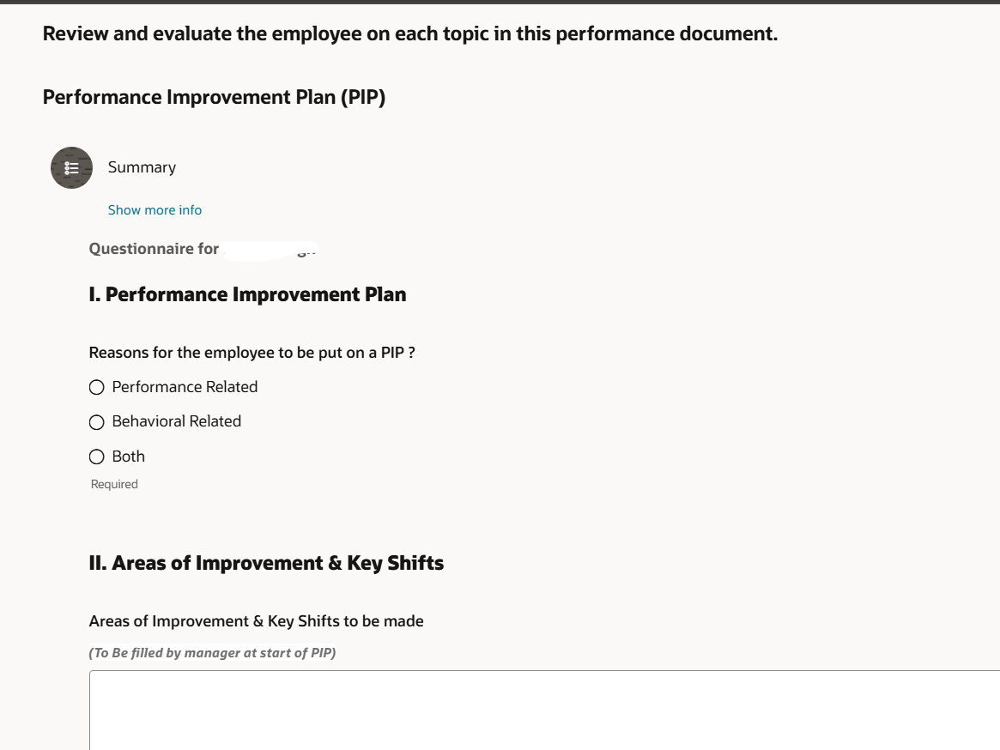 Review and evaluate the employee on each topic in this performance document.
Performance Improvement Plan (PIP)
Summary
Show more info
Questionnaire for
I. Performance Improvement Plan
Reasons for the employee to be put on a PIP ?
Performance Related
Behavioral Related
Both
Required
II. Areas of Improvement & Key Shifts
Areas of Improvement & Key Shifts to be made
(To Be filled by manager at start of PIP)